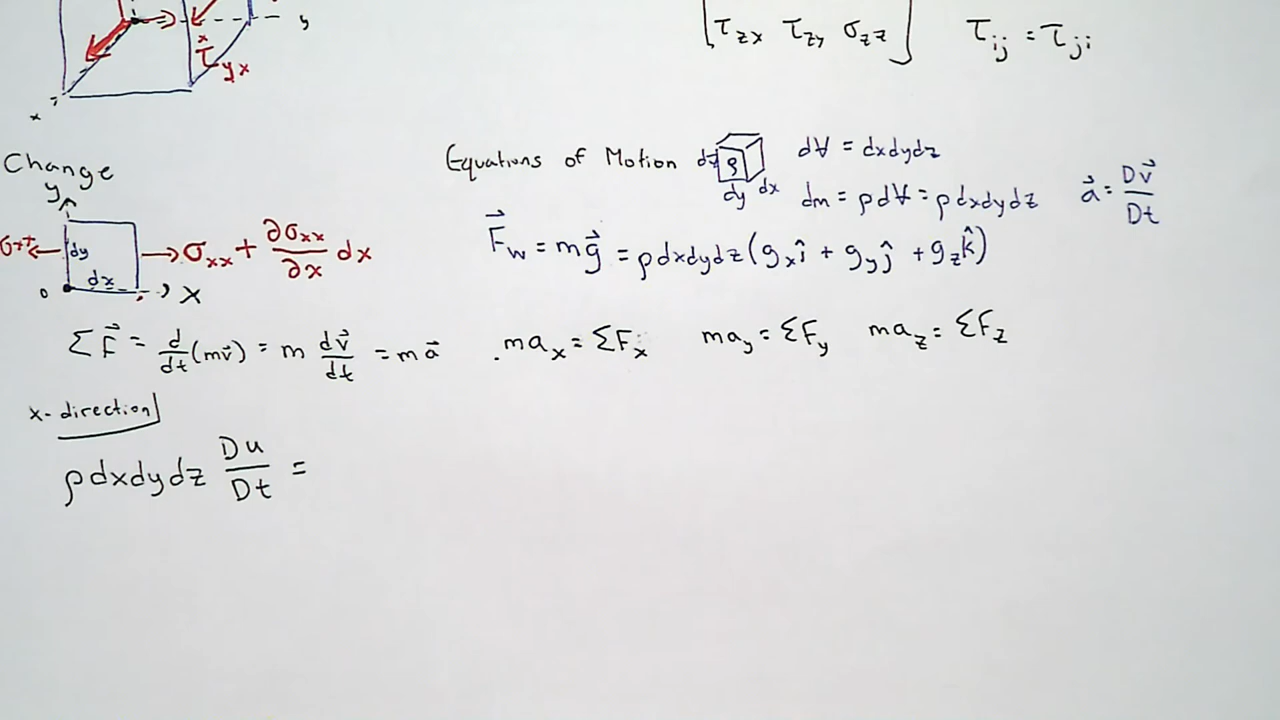 y
[τzx τzy σzz] τij = τji
τyx
x
Change
Equations of Motion dz ρ dy dx d∀ = dxdydz
dm = ρd∀ = ρdxdydz a⃗ = Dv⃗/Dt
y
dy
dx
0
x
σxx + ∂σxx/∂x dx
F⃗w = mg⃗ = ρdxdydz(gxî + gyĵ + gzk̂)
ΣF⃗ = d/dt(mv⃗) = m dv⃗/dt = ma⃗ max = ΣFx may = ΣFy maz = ΣFz
x-direction
ρdxdydz Du/Dt =